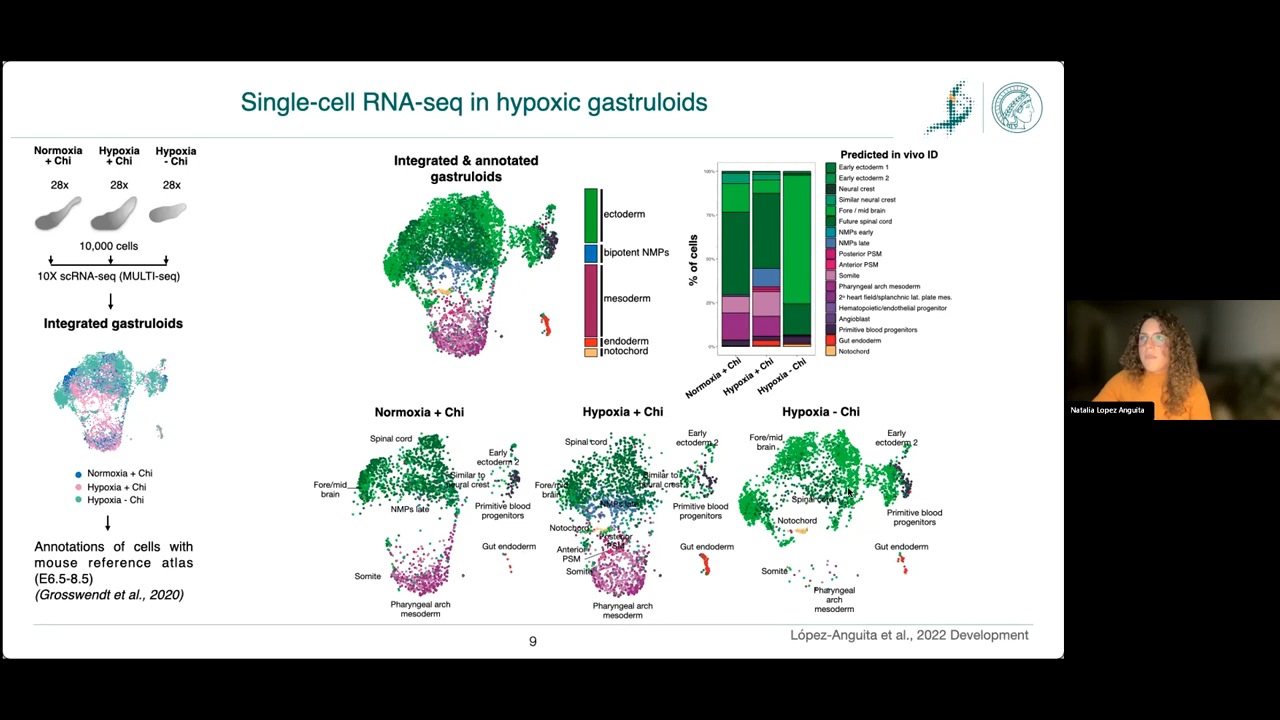 Single-cell RNA-seq in hypoxic gastruloids
Normoxia
+ Chi
Hypoxia
+ Chi
Hypoxia
- Chi
28x
28x
28x
10,000 cells
10X scRNA-seq (MULTI-seq)
Integrated gastruloids
Normoxia + Chi
Hypoxia + Chi
Hypoxia - Chi
Annotations of cells with
mouse reference atlas
(E6.5-8.5)
(Grosswendt et al., 2020)
Integrated & annotated
gastruloids
ectoderm
bipotent NMPs
mesoderm
endoderm
notochord
% of cells
100%
75%
50%
25%
0%
Normoxia + Chi
Hypoxia + Chi
Hypoxia - Chi
Predicted in vivo ID
Early ectoderm 1
Early ectoderm 2
Neural crest
Similar neural crest
Fore / mid brain
Future spinal cord
NMPs early
NMPs late
Posterior PSM
Anterior PSM
Somite
Pharyngeal arch mesoderm
2º heart field/splanchnic lat. plate mes.
Hematopoietic/endothelial progenitor
Angioblast
Primitive blood progenitors
Gut endoderm
Notochord
Normoxia + Chi
Spinal cord
Early
ectoderm 2
Similar to
neural crest
Fore/mid
brain
NMPs late
Primitive blood
progenitors
Gut endoderm
Somite
Pharyngeal arch
mesoderm
Hypoxia + Chi
Spinal cord
Early
ectoderm 2
Similar to
neural crest
Fore/mid
brain
NMPs late
Primitive blood
progenitors
Notochord
Posterior
PSM
Anterior
PSM
Gut endoderm
Somite
Pharyngeal arch
mesoderm
Hypoxia - Chi
Fore/mid
brain
Early
ectoderm 2
Spinal cord
Primitive blood
progenitors
Notochord
Gut endoderm
Somite
Pharyngeal
arch
mesoderm
9
López-Anguita et al., 2022 Development
Natalia Lopez Anguita